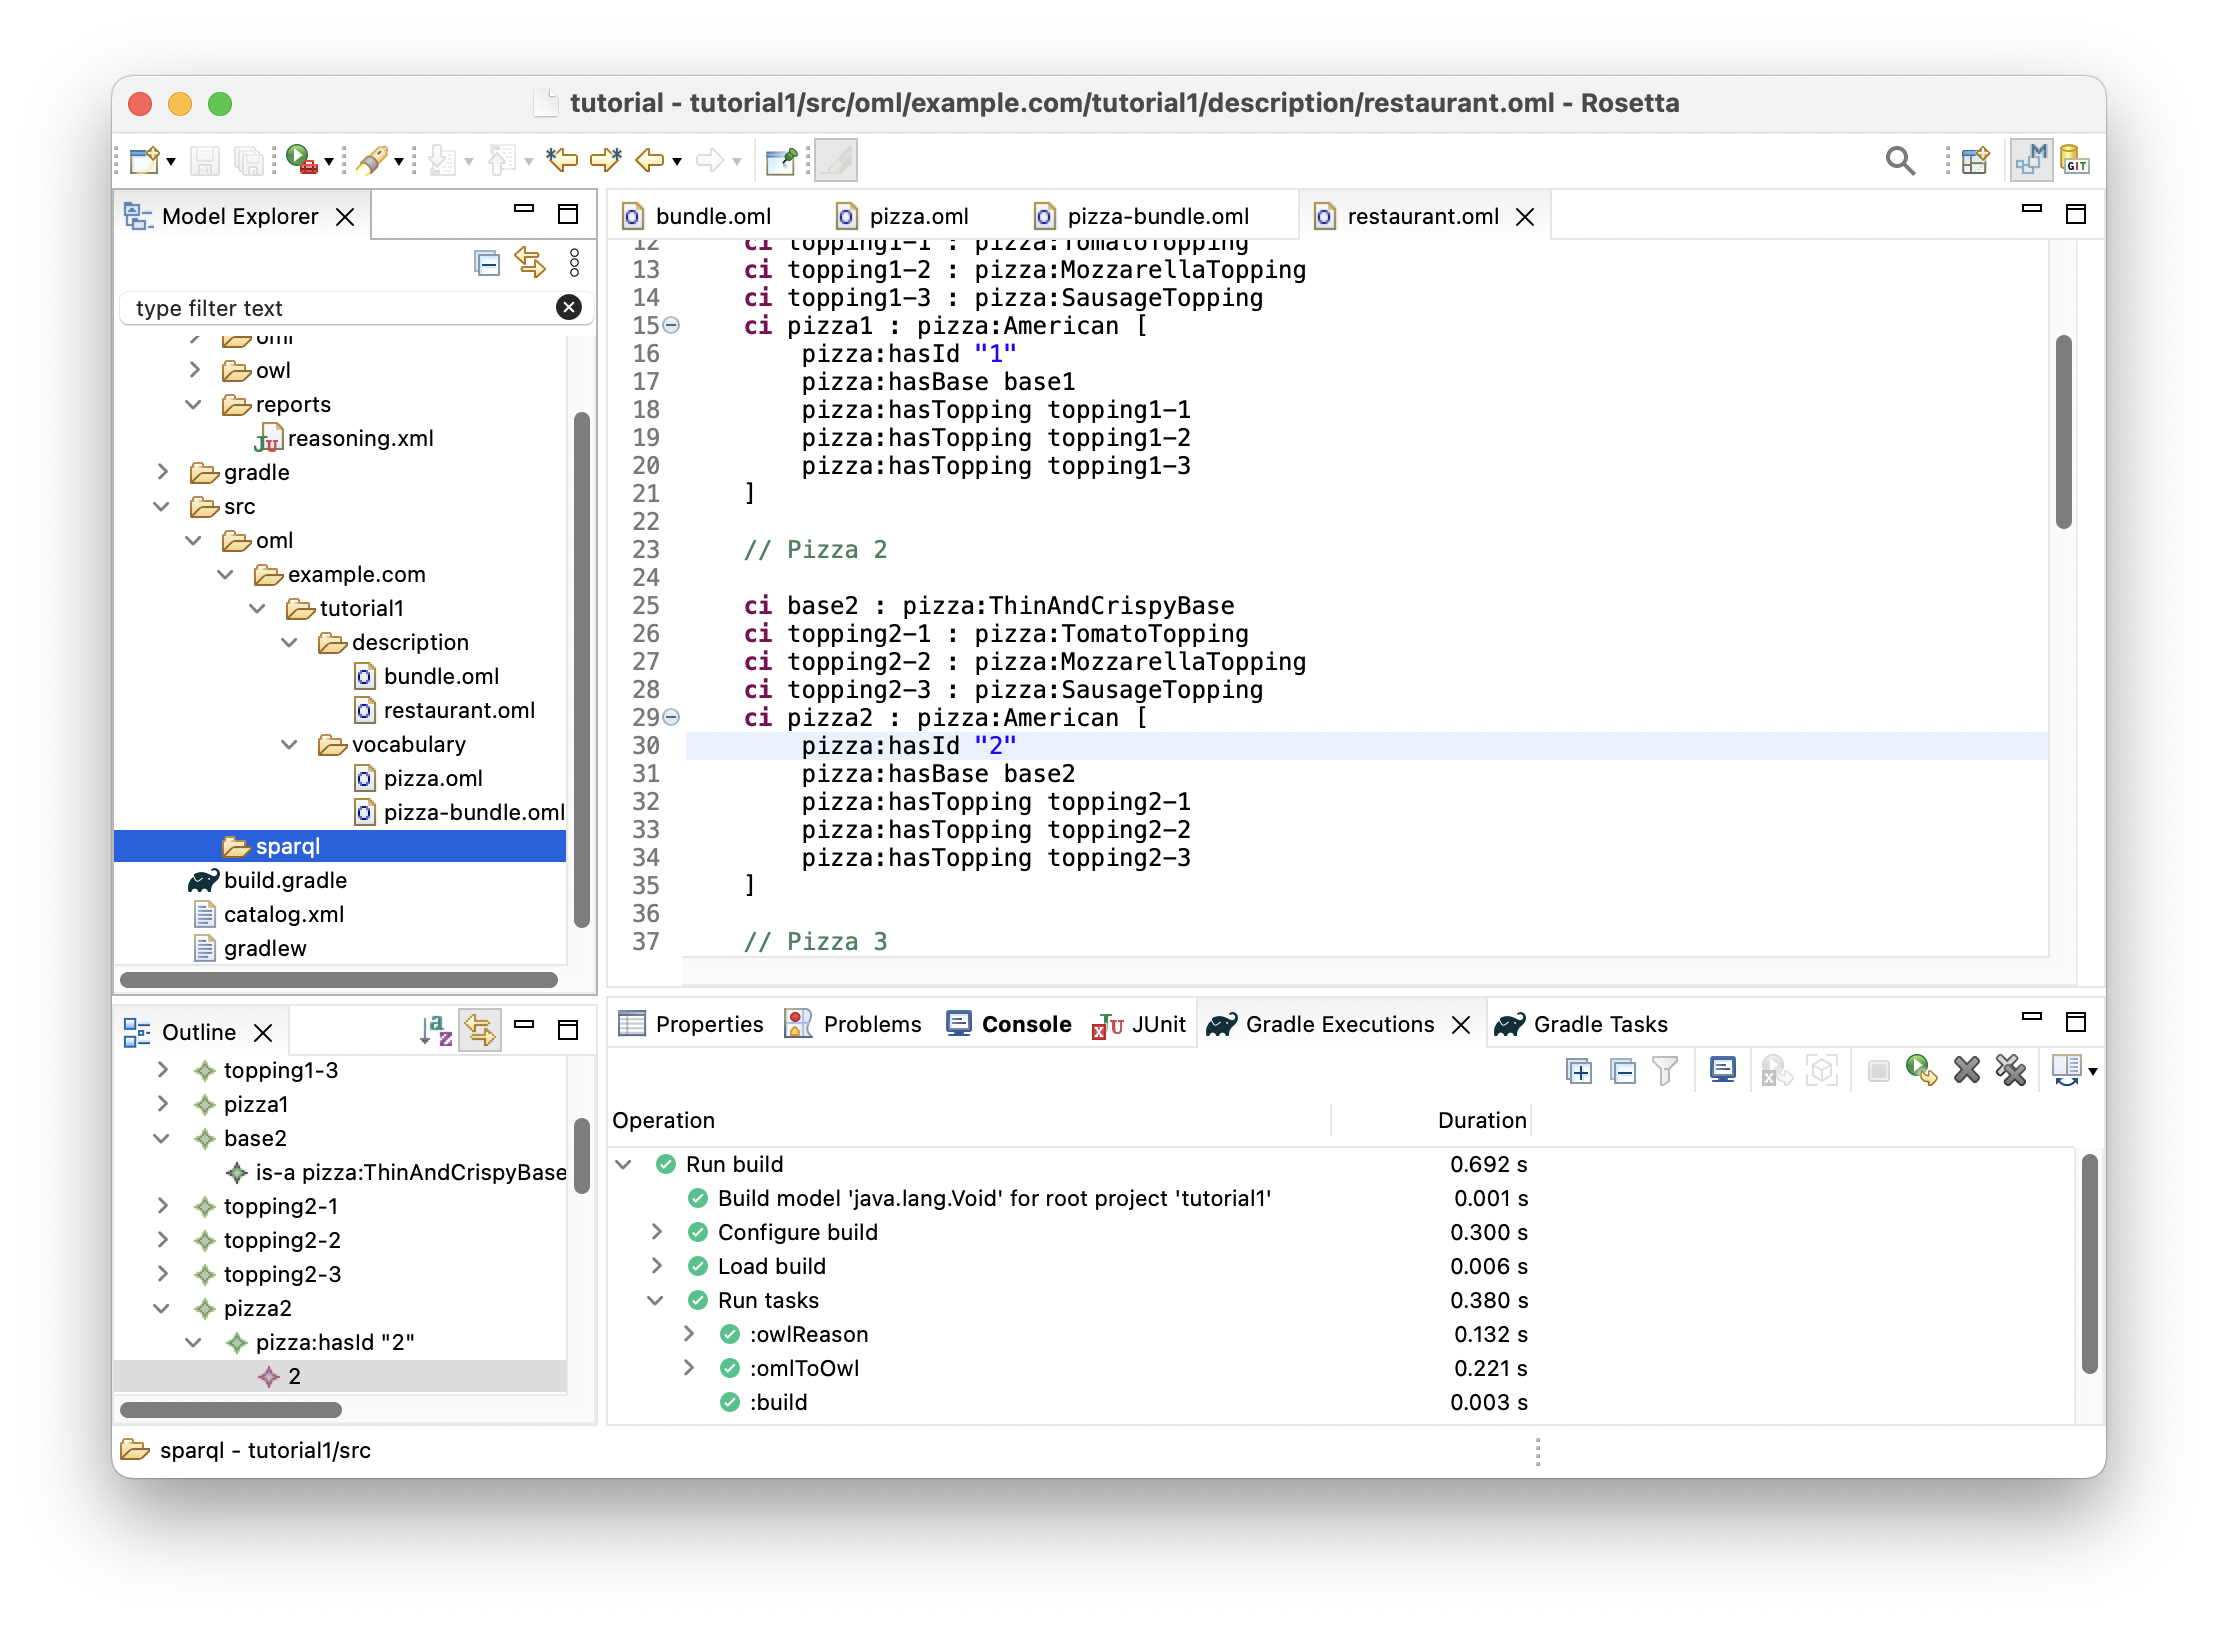 tutorial - tutorial1/src/oml/example.com/tutorial1/description/restaurant.oml - Rosetta
M
GIT
Model Explorer
type filter text
oml
owl
reports
reasoning.xml
gradle
src
oml
example.com
tutorial1
description
bundle.oml
restaurant.oml
vocabulary
pizza.oml
pizza-bundle.oml
sparql
build.gradle
catalog.xml
gradlew
bundle.oml pizza.oml pizza-bundle.oml restaurant.oml
12 ci topping1-1 : pizza:TomatoTopping
13 ci topping1-2 : pizza:MozzarellaTopping
14 ci topping1-3 : pizza:SausageTopping
15 ci pizza1 : pizza:American [
16 pizza:hasId "1"
17 pizza:hasBase base1
18 pizza:hasTopping topping1-1
19 pizza:hasTopping topping1-2
20 pizza:hasTopping topping1-3
21 ]
22
23 // Pizza 2
24
25 ci base2 : pizza:ThinAndCrispyBase
26 ci topping2-1 : pizza:TomatoTopping
27 ci topping2-2 : pizza:MozzarellaTopping
28 ci topping2-3 : pizza:SausageTopping
29 ci pizza2 : pizza:American [
30 pizza:hasId "2"
31 pizza:hasBase base2
32 pizza:hasTopping topping2-1
33 pizza:hasTopping topping2-2
34 pizza:hasTopping topping2-3
35 ]
36
37 // Pizza 3
Outline
topping1-3
pizza1
base2
is-a pizza:ThinAndCrispyBase
topping2-1
topping2-2
topping2-3
pizza2
pizza:hasId "2"
2
Properties Problems Console JUnit Gradle Executions Gradle Tasks
Operation Duration
Run build 0.692 s
Build model 'java.lang.Void' for root project 'tutorial1' 0.001 s
Configure build 0.300 s
Load build 0.006 s
Run tasks 0.380 s
:owlReason 0.132 s
:omlToOwl 0.221 s
:build 0.003 s
sparql - tutorial1/src